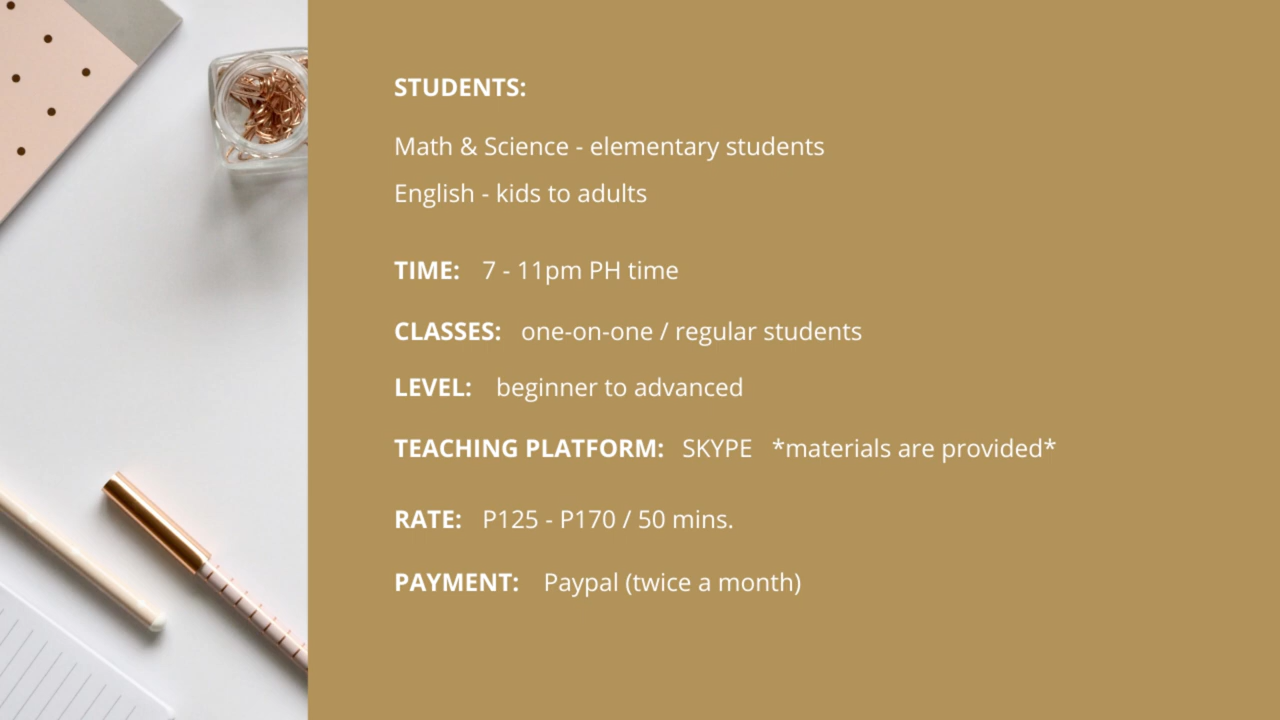 STUDENTS:
Math & Science - elementary students
English - kids to adults
TIME: 7 - 11pm PH time
CLASSES: one-on-one / regular students
LEVEL: beginner to advanced
TEACHING PLATFORM: SKYPE *materials are provided*
RATE: P125 - P170 / 50 mins.
PAYMENT: Paypal (twice a month)